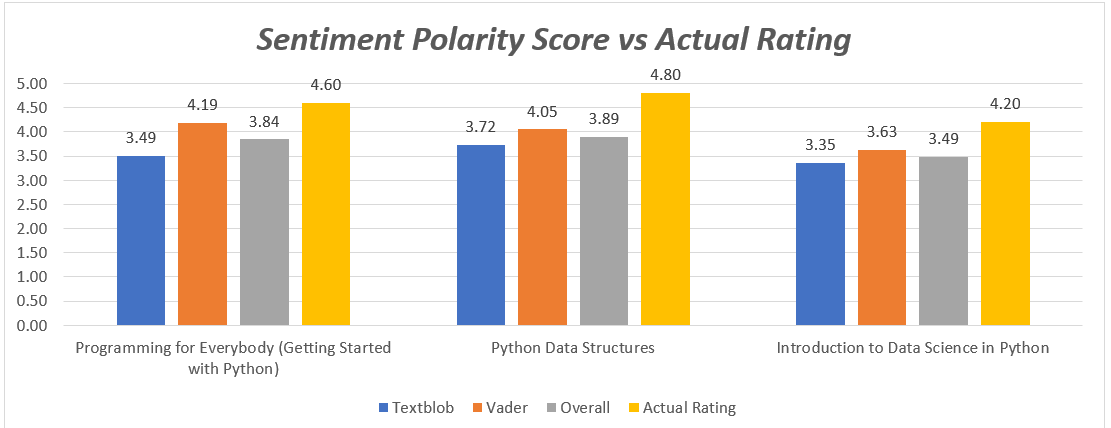 Sentiment Polarity Score vs Actual Rating
5.00
4.50
4.00
3.50
3.00
2.50
2.00
1.50
1.00
0.50
0.00
3.49
4.19
3.84
4.60
3.72
4.05
3.89
4.80
3.35
3.63
3.49
4.20
Programming for Everybody (Getting Started
with Python)
Python Data Structures
Introduction to Data Science in Python
Textblob
Vader
Overall
Actual Rating